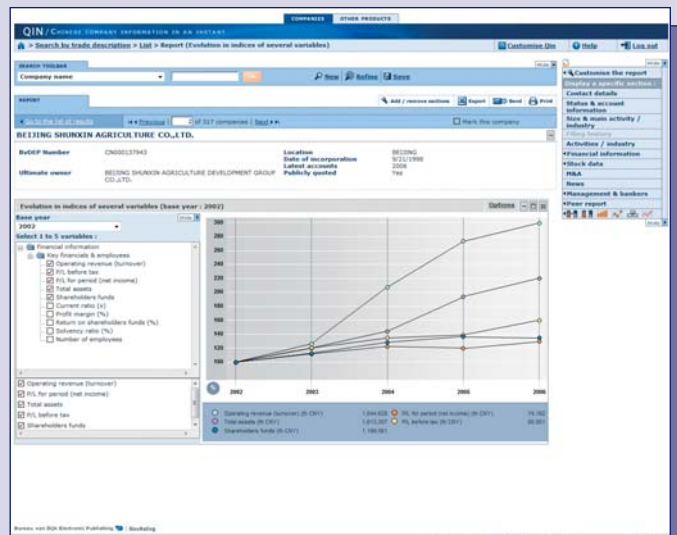 COMPANIES OTHER PRODUCTS
QIN / CHINESE COMPANY INFORMATION IN AN INSTANT
> Search by trade description > List > Report (Evolution in indices of several variables)
Customise Qin Help Log out
SEARCH TOOLBAR
Company name
New Refine Save
REPORT
Add / remove sections Export Send Print
Go to the list of results Previous of 317 companies Next Mark this company
BEIJING SHUNXIN AGRICULTURE CO.,LTD.
BvDEP Number CN000137943
Ultimate owner BEIJING SHUNXIN AGRICULTURE DEVELOPMENT GROUP CO.,LTD.
Location BEIJING
Date of incorporation 9/21/1998
Latest accounts 2006
Publicly quoted Yes
Evolution in indices of several variables (base year : 2002)
Options
Base year
2002
Select 1 to 5 variables :
Financial information
Key financials & employees
Operating revenue (turnover)
P/L before tax
P/L for period (net income)
Total assets
Shareholders funds
Current ratio (x)
Profit margin (%)
Return on shareholders funds (%)
Solvency ratio (%)
Number of employees
Operating revenue (turnover)
P/L for period (net income)
Total assets
P/L before tax
Shareholders funds
300
280
260
240
220
200
180
160
140
120
100
%
2002 2003 2004 2005 2006
Operating revenue (turnover) (th CNY)
P/L for period (net income) (th CNY)
Total assets (th CNY)
P/L before tax (th CNY)
Shareholders funds (th CNY)
Customise the report
Display a specific section :
Contact details
Status & account information
Size & main activity / industry
Filing history
Activities / industry
Financial information
Stock data
M&A
News
Management & bankers
Peer report
Bureau van Dijk Electronic Publishing